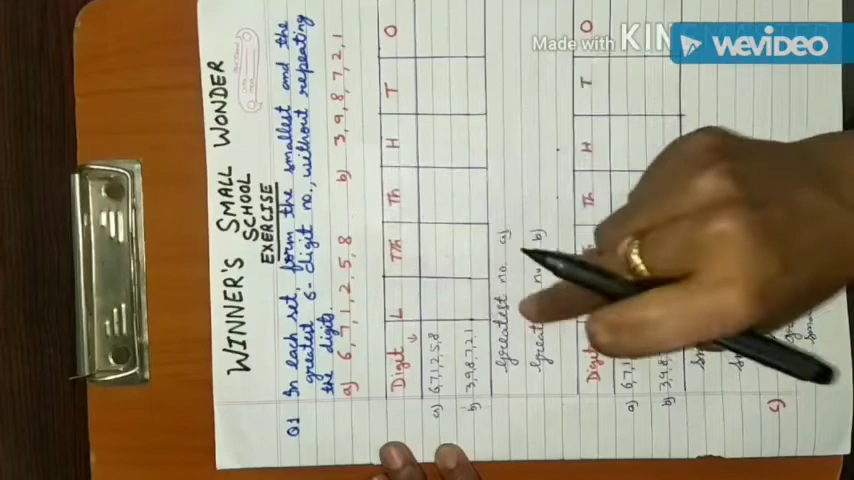 WINNER'S SMALL WONDER
SCHOOL
EXERCISE
Q1 In each set, form the smallest and the
greatest 6-digit no., without repeating
the digits.
a) 6,7,1,2,5,8 b) 3,9,8,7,2,1
Digit L TTh Th H T O
a) 6,7,1,2,5,8
b) 3,9,8,7,2,1
Greatest no. a)
Great n b)
Digit Th H T O
a) 6,7,1
b) 3,9,8
Made with KINEMASTER
WeVideo